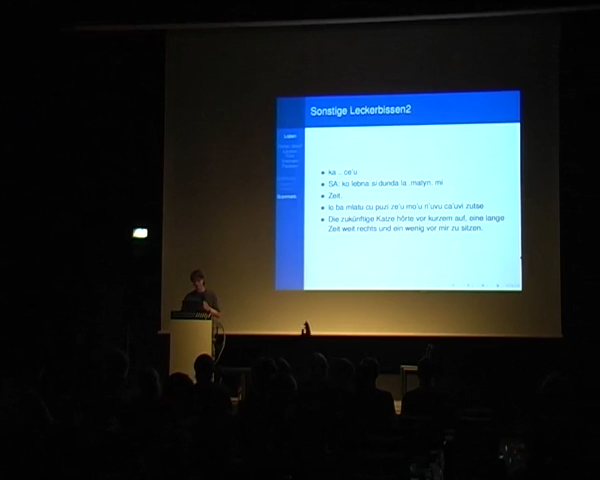 Sonstige Leckerbissen2
Lojban
ka .. ce'u
SA: ko lebna si dunda la .malyn. mi
Zeit.
lo ba mlatu cu puzi ze'u mo'u ri'uvu ca'uvi zutse
Die zukünftige Katze hörte vor kurzem auf, eine lange
Zeit weit rechts und ein wenig vor mir zu sitzen.